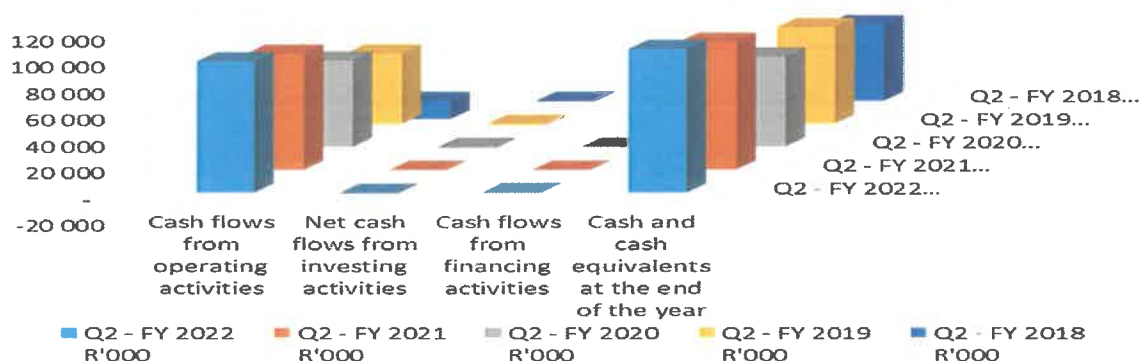 120 000
100 000
80 000
60 000
40 000
20 000
-
-20 000
Q2 - FY 2018...
Q2 - FY 2019...
Q2 - FY 2020...
Q2 - FY 2021...
Q2 - FY 2022...
Cash flows
from
operating
activities
Net cash
flows from
investing
activities
Cash flows
from
financing
activities
Cash and
cash
equivalents
at the end
of the year
Q2 - FY 2022
R'000
Q2 - FY 2021
R'000
Q2 - FY 2020
R'000
Q2 - FY 2019
R'000
Q2 - FY 2018
R'000